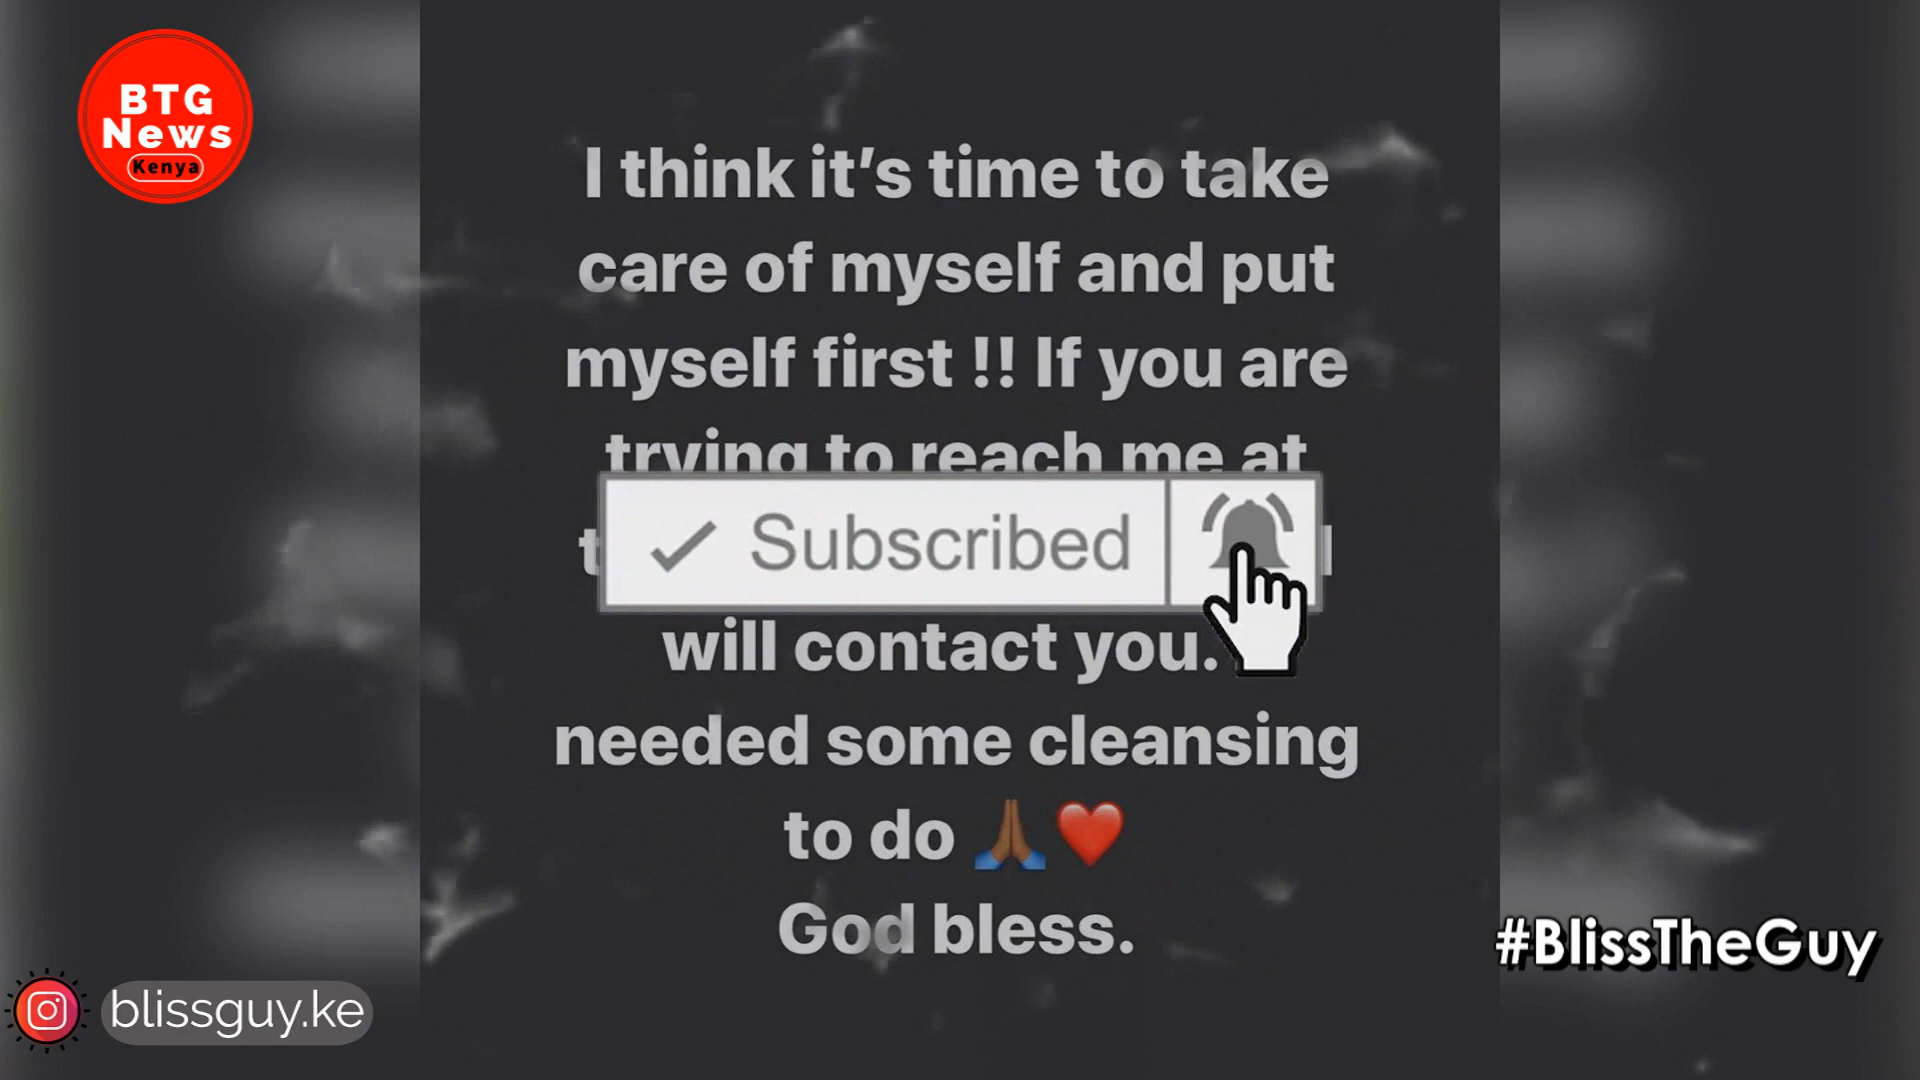 BTG
News
Kenya
I think it’s time to take
care of myself and put
myself first !! If you are
trying to reach me at
Subscribed
will contact you.
needed some cleansing
to do 🙏🏾❤️
God bless.
#BlissTheGuy
blissguy.ke